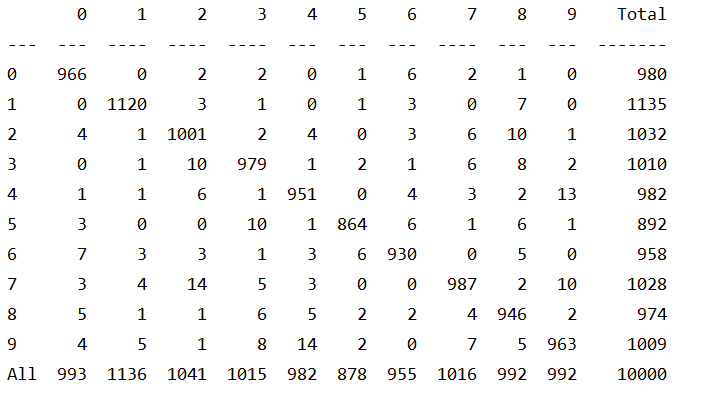 0 1 2 3 4 5 6 7 8 9 Total
--- --- ---- ---- ---- --- --- --- ---- --- --- -------
0 966 0 2 2 0 1 6 2 1 0 980
1 0 1120 3 1 0 1 3 0 7 0 1135
2 4 1 1001 2 4 0 3 6 10 1 1032
3 0 1 10 979 1 2 1 6 8 2 1010
4 1 1 6 1 951 0 4 3 2 13 982
5 3 0 0 10 1 864 6 1 6 1 892
6 7 3 3 1 3 6 930 0 5 0 958
7 3 4 14 5 3 0 0 987 2 10 1028
8 5 1 1 6 5 2 2 4 946 2 974
9 4 5 1 8 14 2 0 7 5 963 1009
All 993 1136 1041 1015 982 878 955 1016 992 992 10000